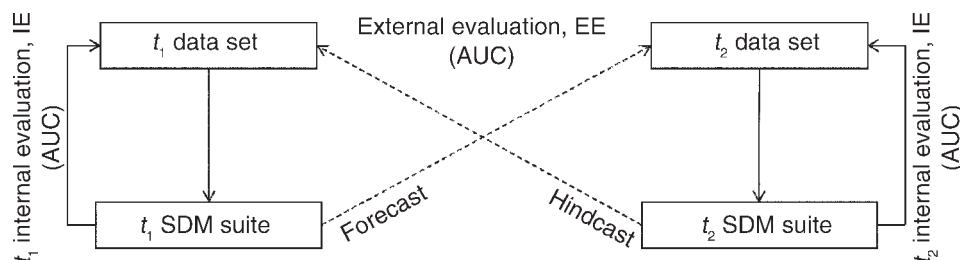 t₁ internal evaluation, IE
(AUC)
t₁ data set
External evaluation, EE
(AUC)
t₂ data set
t₂ internal evaluation, IE
(AUC)
Forecast
Hindcast
t₁ SDM suite
t₂ SDM suite